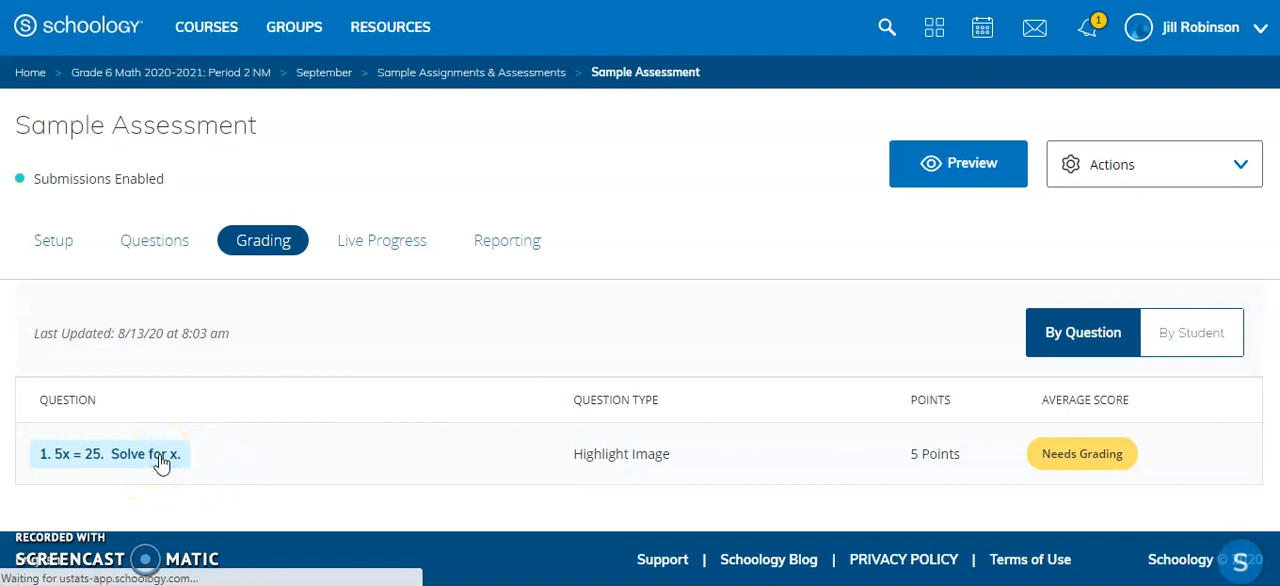 schoology COURSES GROUPS RESOURCES 1 Jill Robinson
Home > Grade 6 Math 2020-2021: Period 2 NM > September > Sample Assignments & Assessments > Sample Assessment
Sample Assessment
Preview Actions
Submissions Enabled
Setup Questions Grading Live Progress Reporting
Last Updated: 8/13/20 at 8:03 am By Question By Student
QUESTION QUESTION TYPE POINTS AVERAGE SCORE
1. 5x = 25. Solve for x. Highlight Image 5 Points Needs Grading
RECORDED WITH
SCREENCAST MATIC
Support | Schoology Blog | PRIVACY POLICY | Terms of Use Schoology © 2020
Waiting for ustats-app.schoology.com...